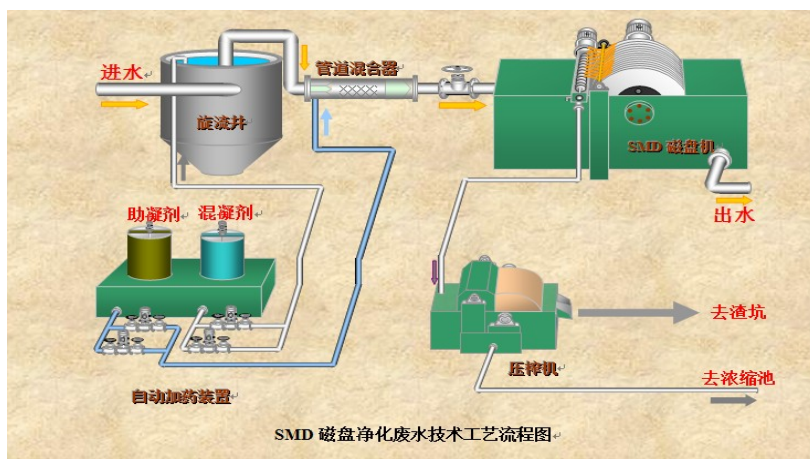 进水
管道混合器
旋流井
SMD 磁盘机
助凝剂
混凝剂
出水
去渣坑
压榨机
去浓缩池
自动加药装置
SMD 磁盘净化废水技术工艺流程图